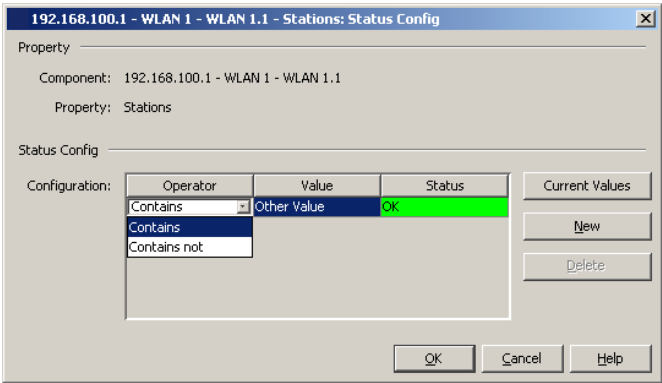 192.168.100.1 - WLAN 1 - WLAN 1.1 - Stations: Status Config
Property
Component: 192.168.100.1 - WLAN 1 - WLAN 1.1
Property: Stations
Status Config
Configuration:
Operator Value Status
Contains Other Value OK
Contains
Contains not
Current Values
New
Delete
OK Cancel Help